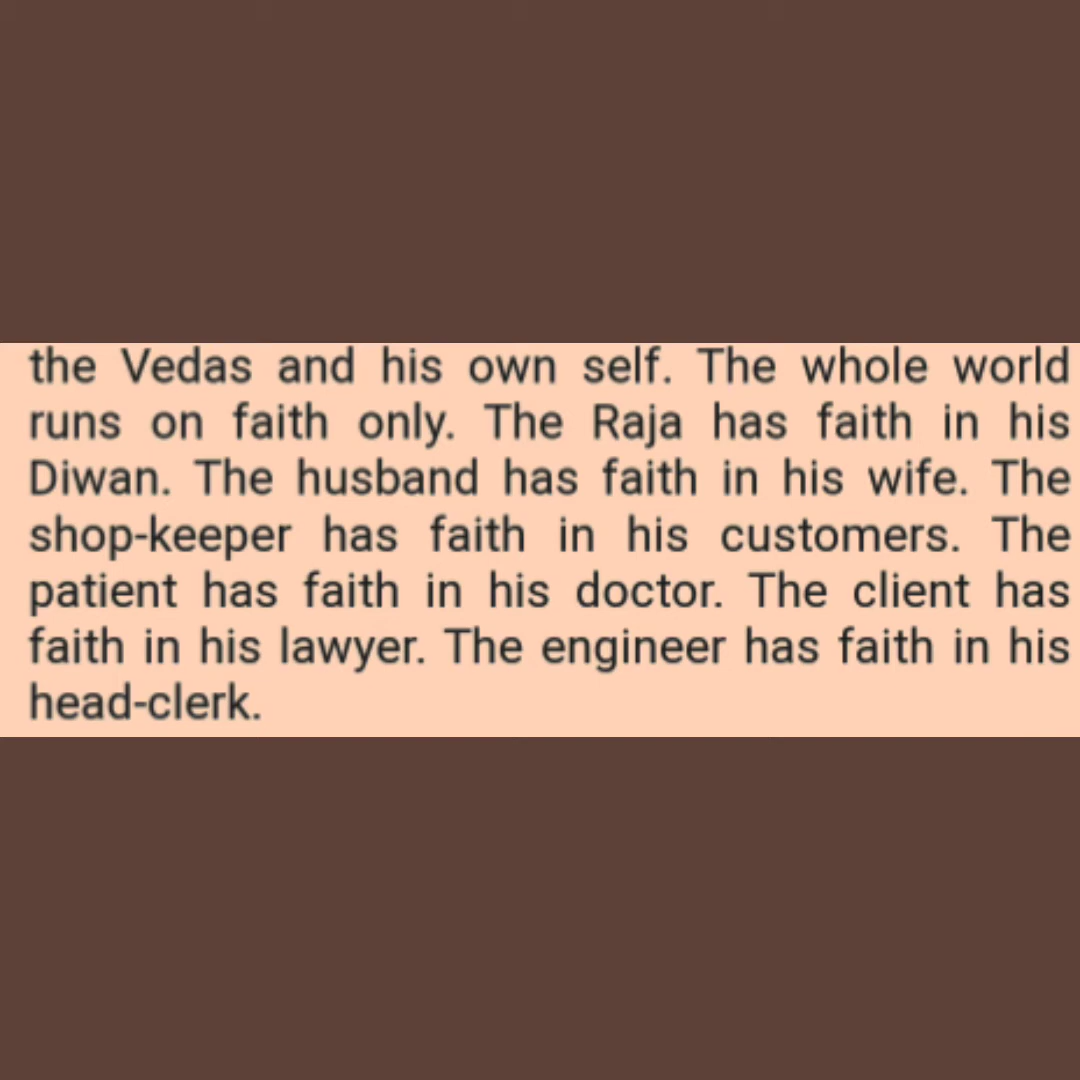 the Vedas and his own self. The whole world
runs on faith only. The Raja has faith in his
Diwan. The husband has faith in his wife. The
shop-keeper has faith in his customers. The
patient has faith in his doctor. The client has
faith in his lawyer. The engineer has faith in his
head-clerk.